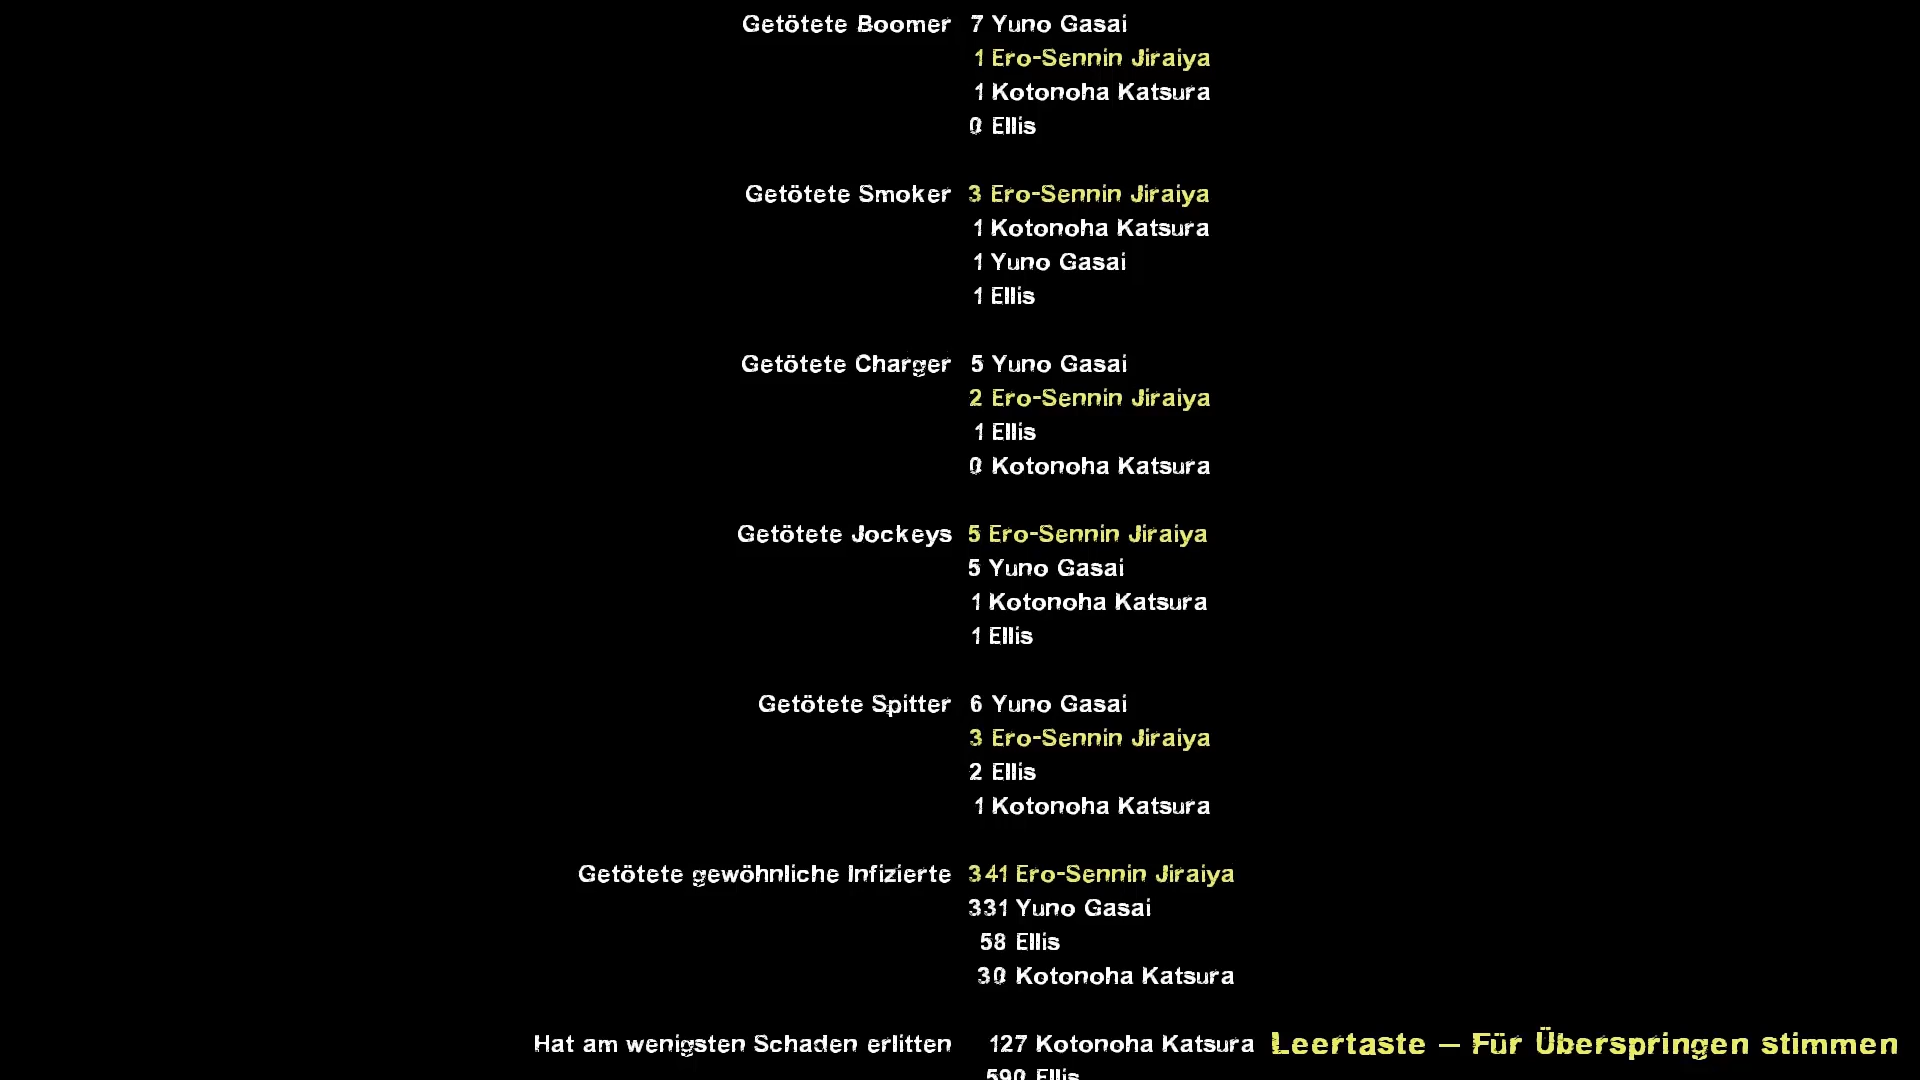 Getötete Boomer 7 Yuno Gasai
1 Ero-Sennin Jiraiya
1 Kotonoha Katsura
0 Ellis
Getötete Smoker 3 Ero-Sennin Jiraiya
1 Kotonoha Katsura
1 Yuno Gasai
1 Ellis
Getötete Charger 5 Yuno Gasai
2 Ero-Sennin Jiraiya
1 Ellis
0 Kotonoha Katsura
Getötete Jockeys 5 Ero-Sennin Jiraiya
5 Yuno Gasai
1 Kotonoha Katsura
1 Ellis
Getötete Spitter 6 Yuno Gasai
3 Ero-Sennin Jiraiya
2 Ellis
1 Kotonoha Katsura
Getötete gewöhnliche Infizierte 341 Ero-Sennin Jiraiya
331 Yuno Gasai
58 Ellis
30 Kotonoha Katsura
Hat am wenigsten Schaden erlitten 127 Kotonoha Katsura
Leertaste – Für Überspringen stimmen
590 Ellis